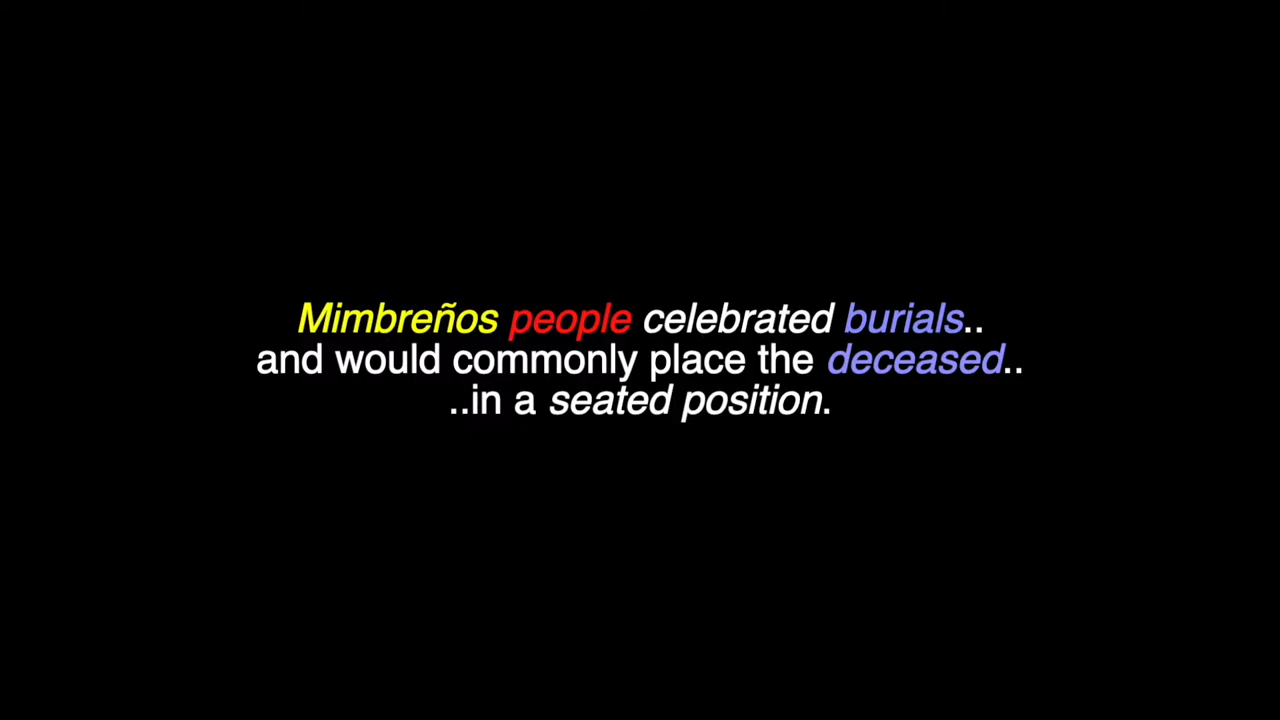 Mimbreños people celebrated burials..
and would commonly place the deceased..
..in a seated position.